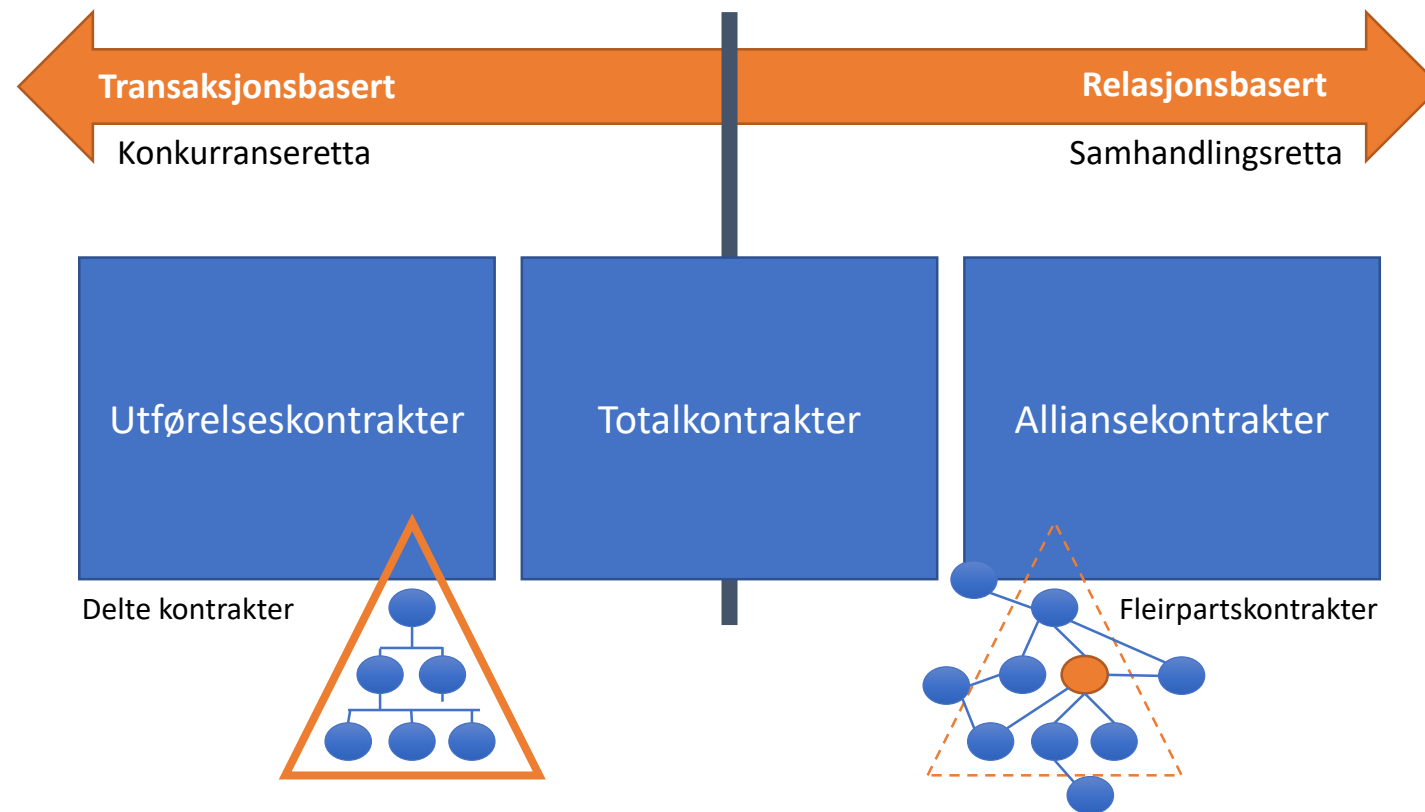 Transaksjonsbasert
Relasjonsbasert
Konkurranseretta
Samhandlingsretta
Utførelseskontrakter
Totalkontrakter
Alliansekontrakter
Delte kontrakter
Fleirpartskontrakter